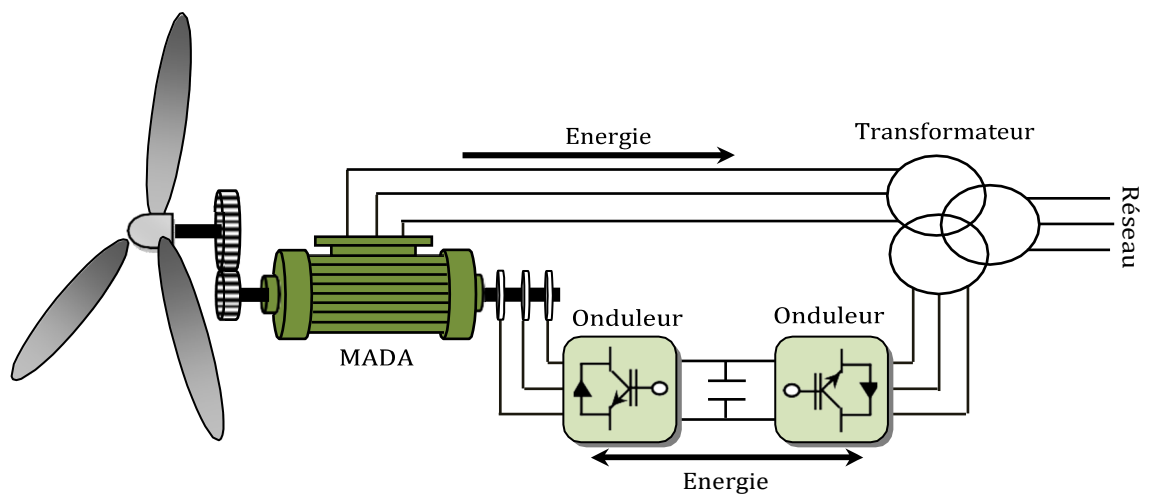 Energie
Transformateur
Réseau
MADA
Onduleur
Onduleur
Energie